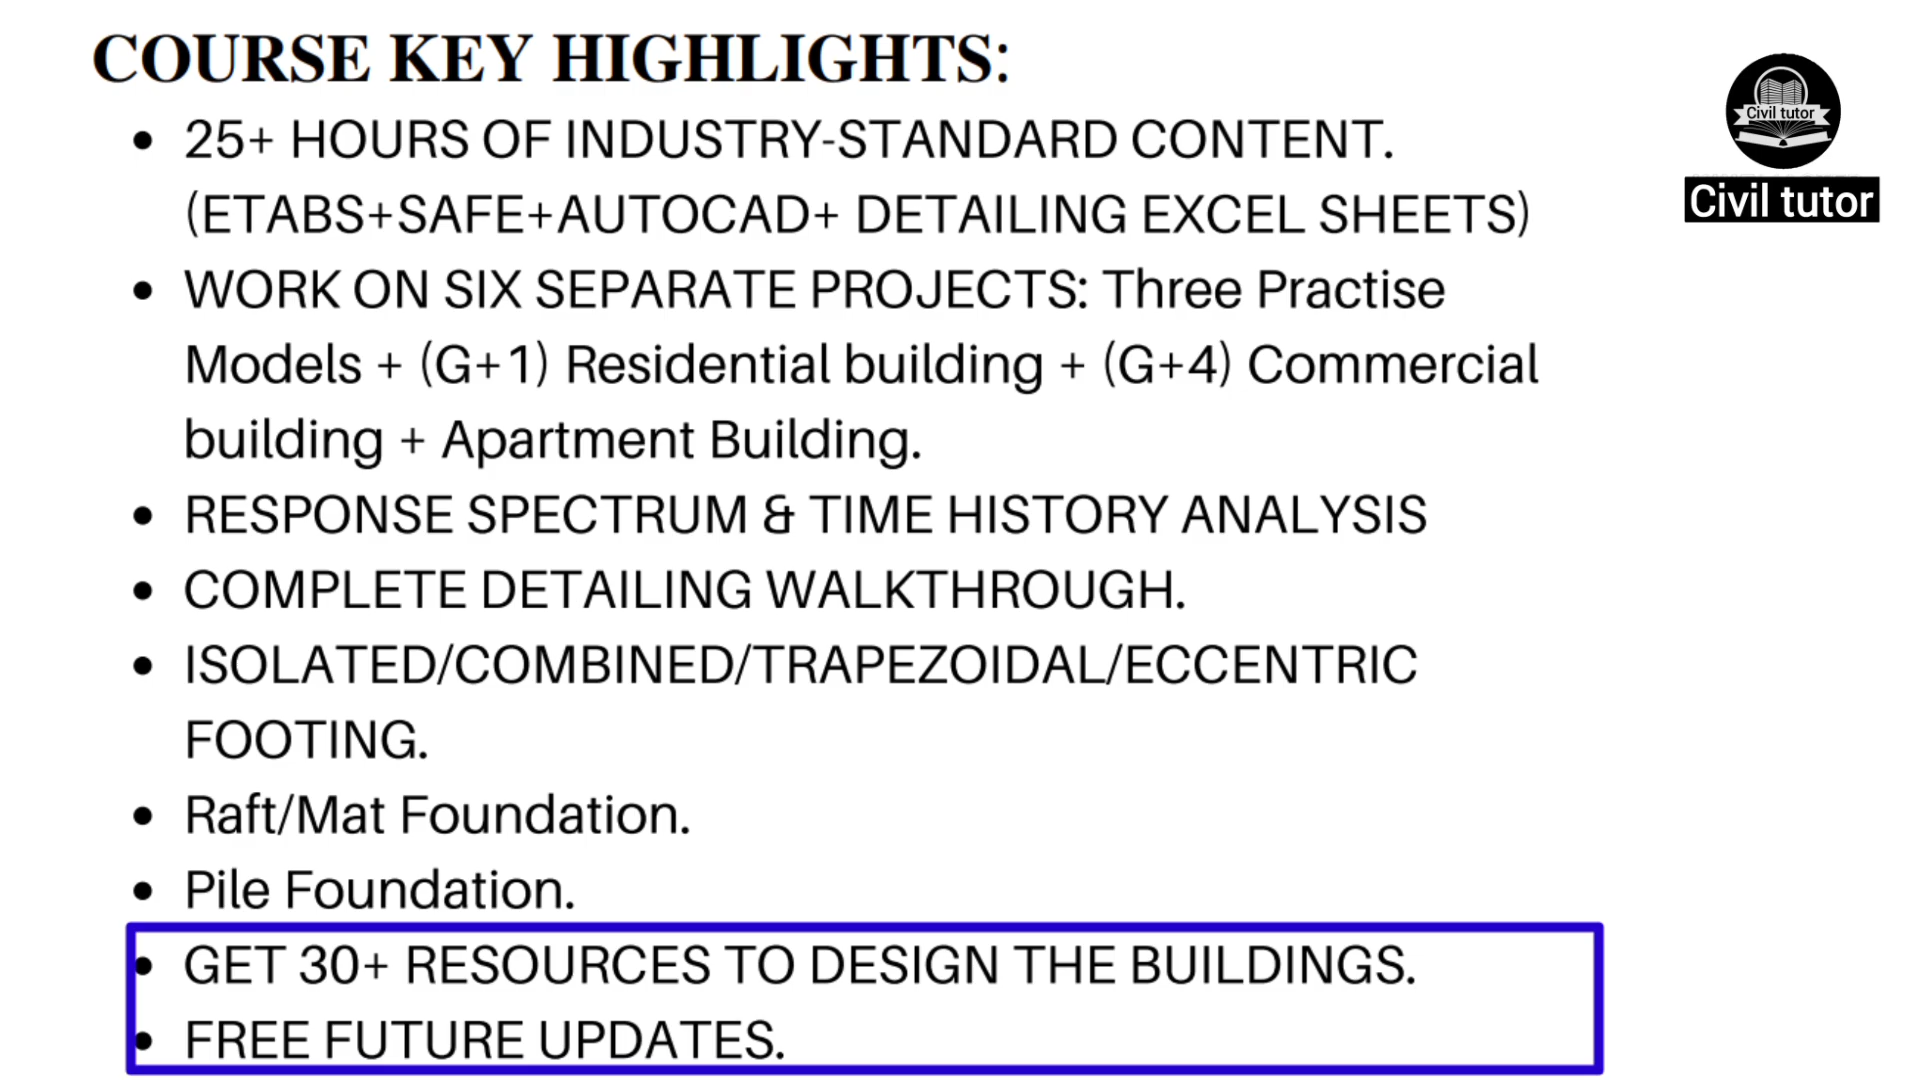 COURSE KEY HIGHLIGHTS:
• 25+ HOURS OF INDUSTRY-STANDARD CONTENT.
(ETABS+SAFE+AUTOCAD+ DETAILING EXCEL SHEETS)
• WORK ON SIX SEPARATE PROJECTS: Three Practise
Models + (G+1) Residential building + (G+4) Commercial
building + Apartment Building.
• RESPONSE SPECTRUM & TIME HISTORY ANALYSIS
• COMPLETE DETAILING WALKTHROUGH.
• ISOLATED/COMBINED/TRAPEZOIDAL/ECCENTRIC
FOOTING.
• Raft/Mat Foundation.
• Pile Foundation.
• GET 30+ RESOURCES TO DESIGN THE BUILDINGS.
• FREE FUTURE UPDATES.
Civil tutor
Civil tutor